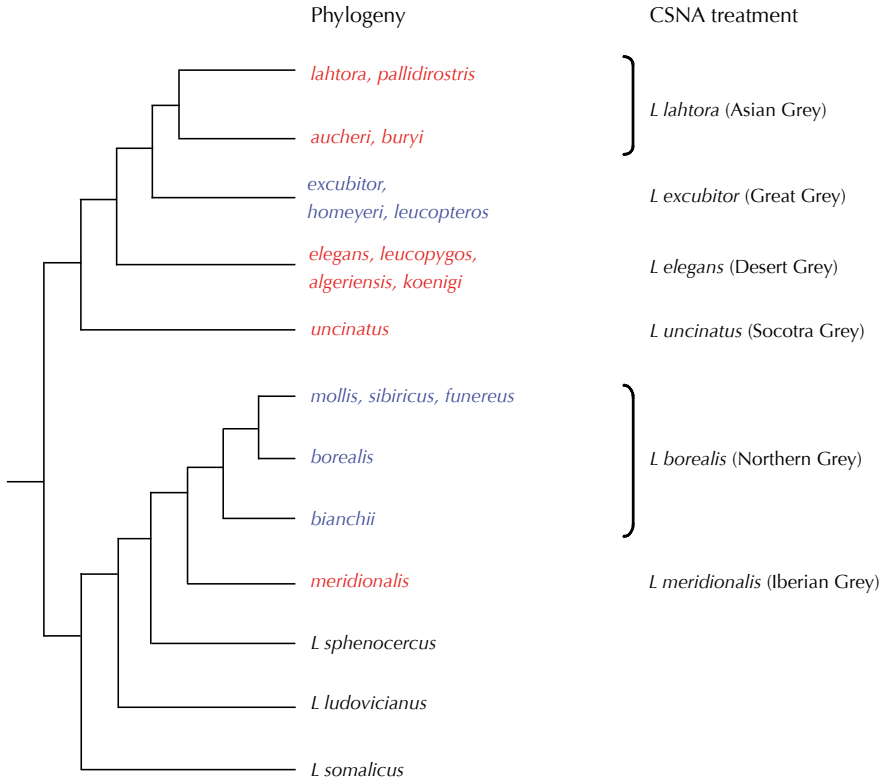 Phylogeny
CSNA treatment
lahtora, pallidirostris
aucheri, buryi
L lahtora (Asian Grey)
excubitor,
homeyeri, leucopteros
L excubitor (Great Grey)
elegans, leucopygos,
algeriensis, koenigi
L elegans (Desert Grey)
uncinatus
L uncinatus (Socotra Grey)
mollis, sibiricus, funereus
borealis
bianchii
L borealis (Northern Grey)
meridionalis
L meridionalis (Iberian Grey)
L sphenocercus
L ludovicianus
L somalicus